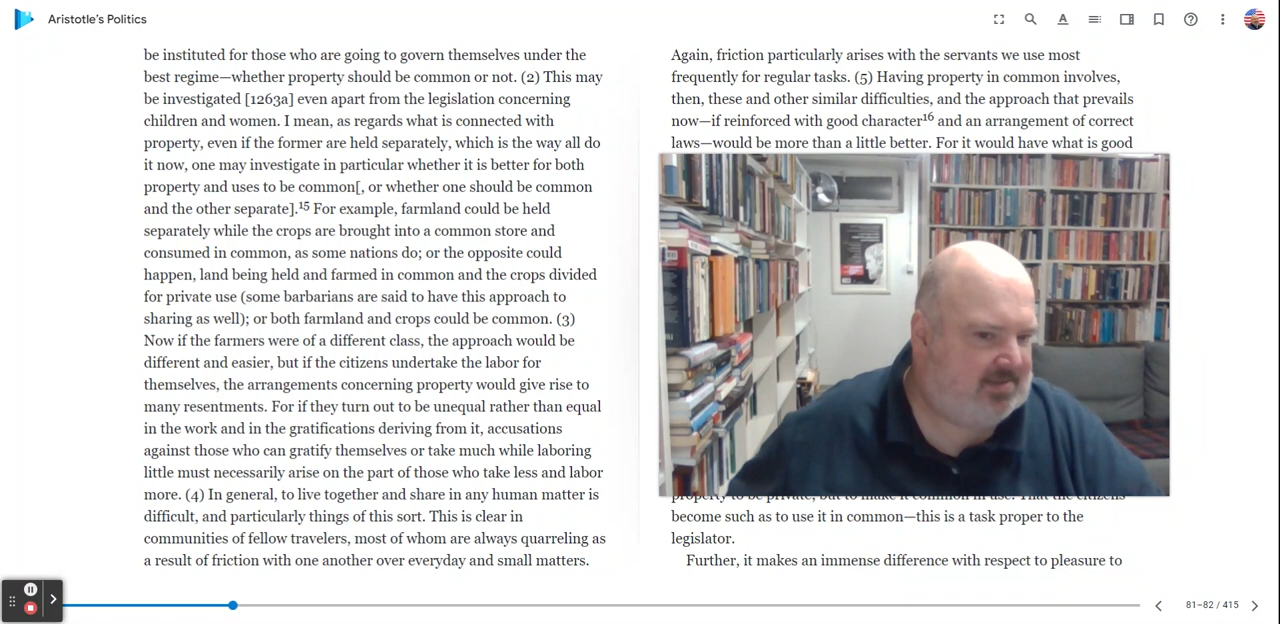 Aristotle's Politics
be instituted for those who are going to govern themselves under the
best regime—whether property should be common or not. (2) This may
be investigated [1263a] even apart from the legislation concerning
children and women. I mean, as regards what is connected with
property, even if the former are held separately, which is the way all do
it now, one may investigate in particular whether it is better for both
property and uses to be common[, or whether one should be common
and the other separate].15 For example, farmland could be held
separately while the crops are brought into a common store and
consumed in common, as some nations do; or the opposite could
happen, land being held and farmed in common and the crops divided
for private use (some barbarians are said to have this approach to
sharing as well); or both farmland and crops could be common. (3)
Now if the farmers were of a different class, the approach would be
different and easier, but if the citizens undertake the labor for
themselves, the arrangements concerning property would give rise to
many resentments. For if they turn out to be unequal rather than equal
in the work and in the gratifications deriving from it, accusations
against those who can gratify themselves or take much while laboring
little must necessarily arise on the part of those who take less and labor
more. (4) In general, to live together and share in any human matter is
difficult, and particularly things of this sort. This is clear in
communities of fellow travelers, most of whom are always quarreling as
a result of friction with one another over everyday and small matters.
Again, friction particularly arises with the servants we use most
frequently for regular tasks. (5) Having property in common involves,
then, these and other similar difficulties, and the approach that prevails
now—if reinforced with good character16 and an arrangement of correct
laws—would be more than a little better. For it would have what is good
property to be private, but to make it common in use. That the citizens
become such as to use it in common—this is a task proper to the
legislator.
Further, it makes an immense difference with respect to pleasure to
81–82 / 415